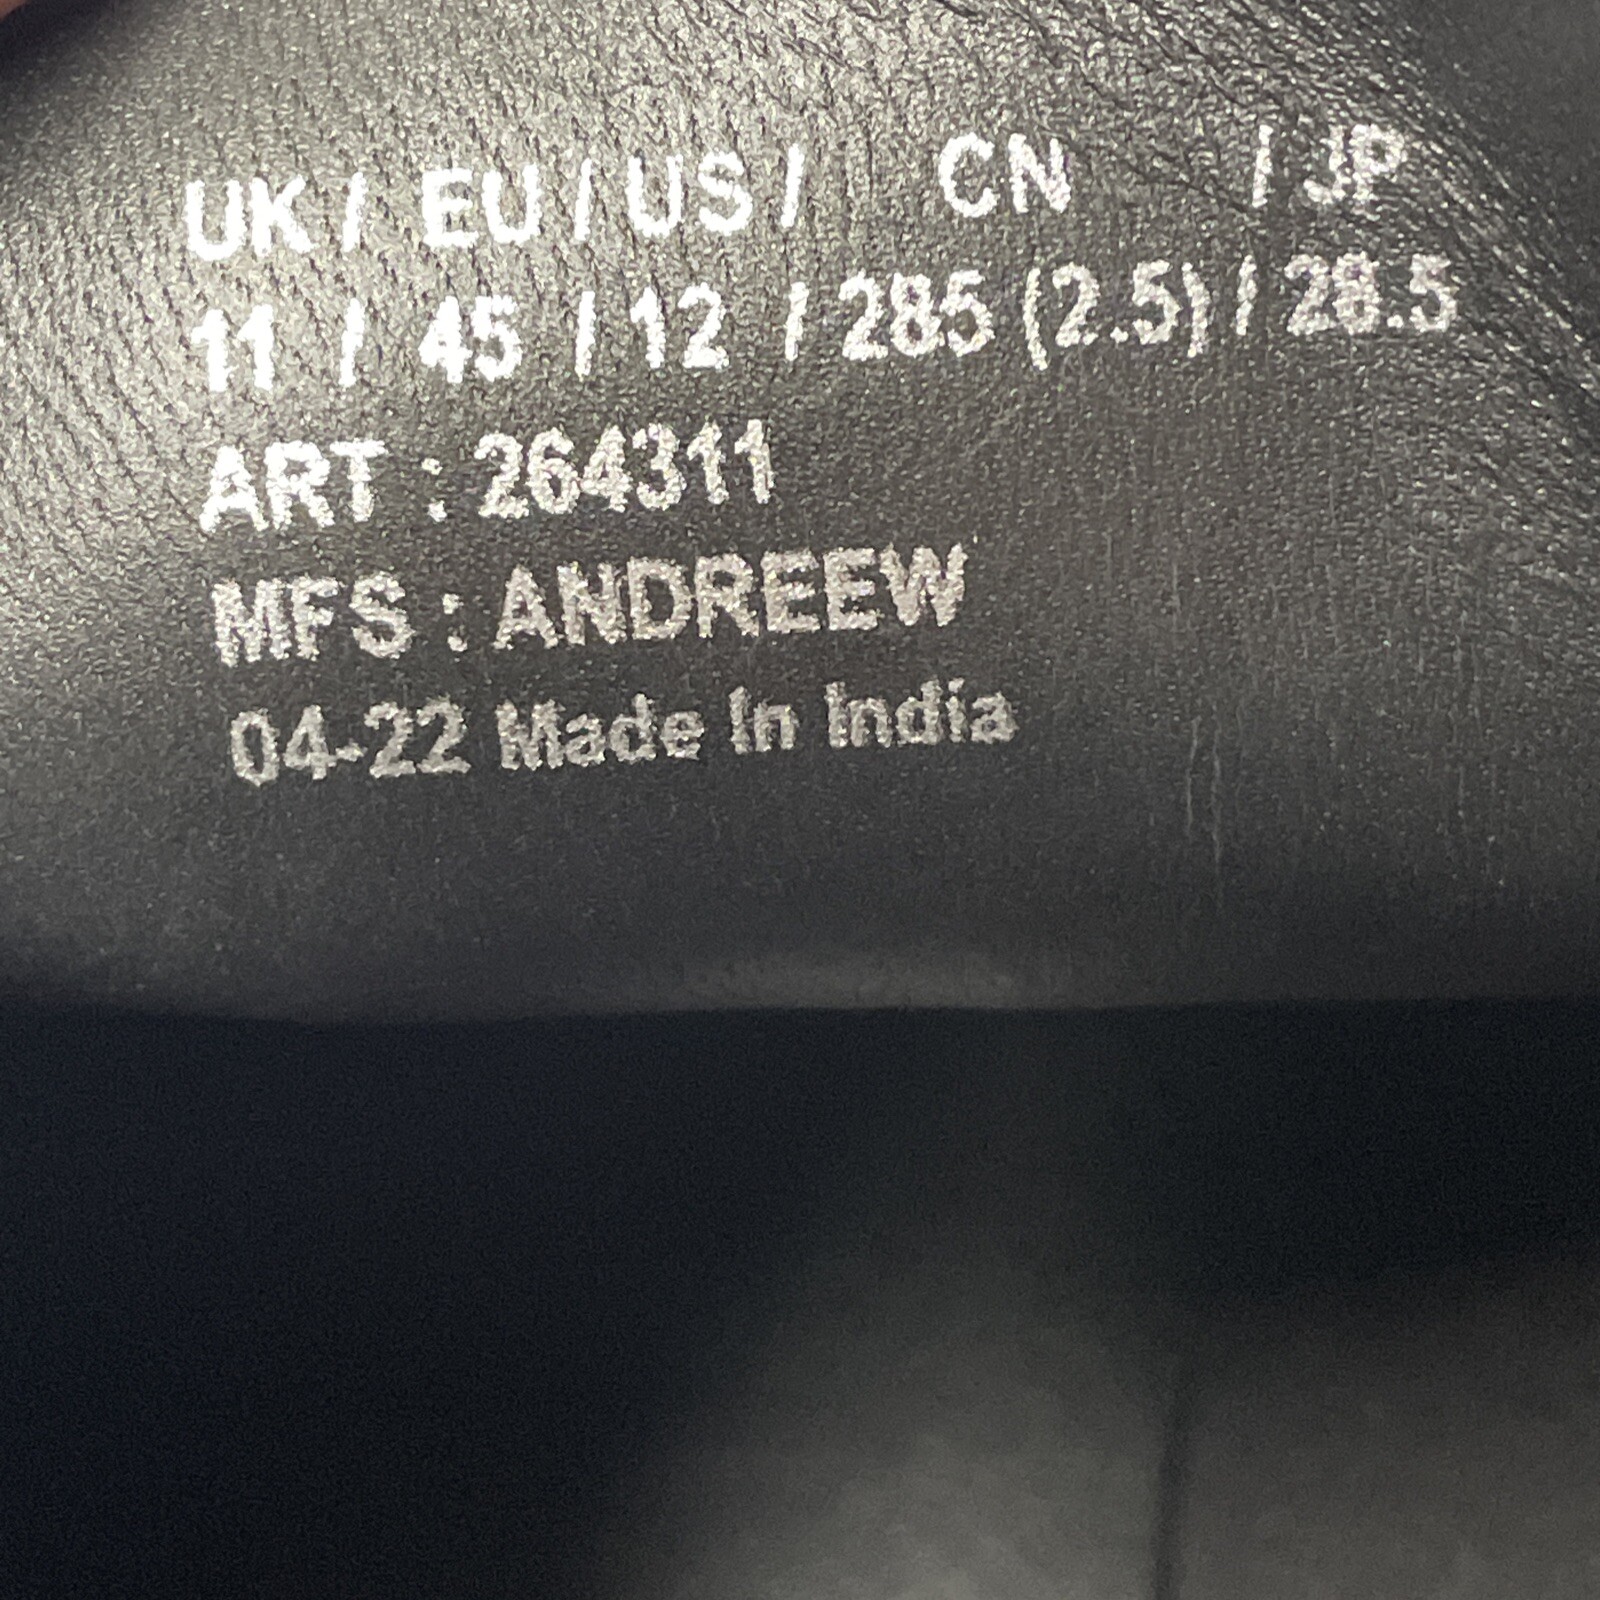 UK / EU / US / CN / JP
11 / 45 / 12 / 285 (2.5) / 28.5
ART : 264311
MFS : ANDREEW
04-22 Made In India